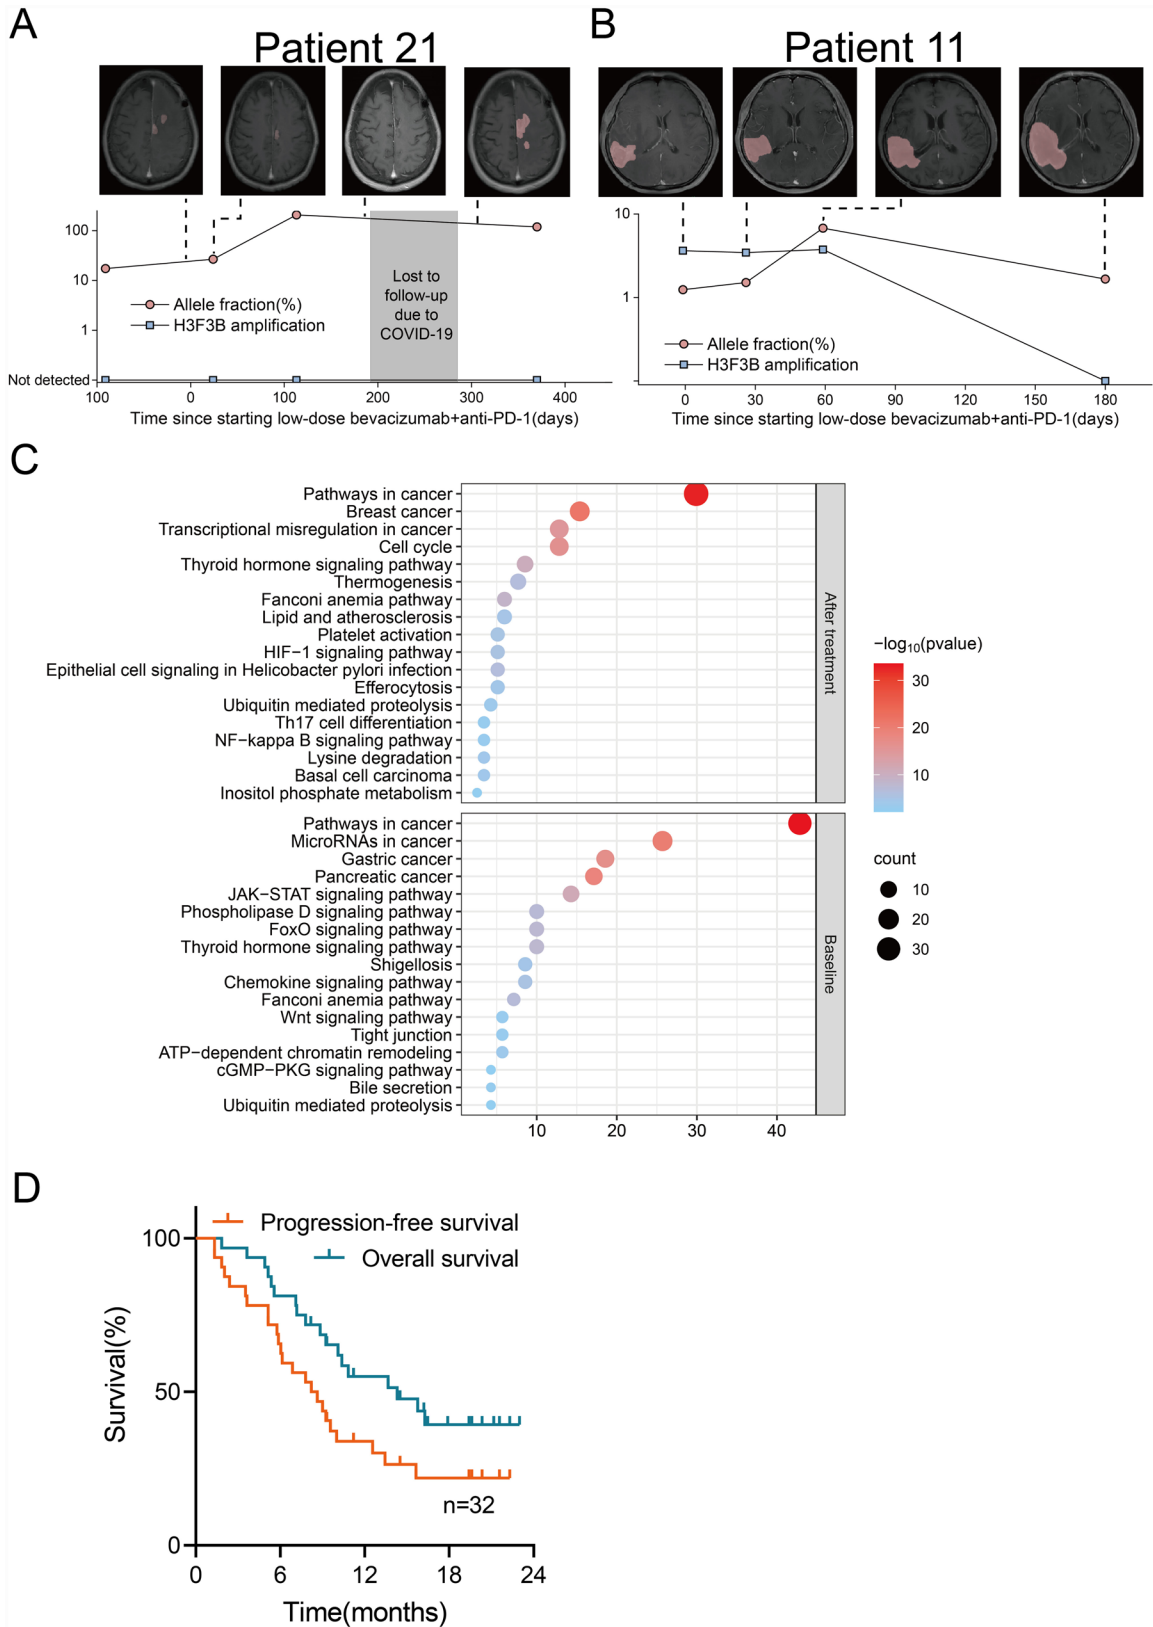 A
Patient 21
100
10
1
Not detected
Allele fraction(%)
H3F3B amplification
Lost to
follow-up
due to
COVID-19
100 0 100 200 300 400
Time since starting low-dose bevacizumab+anti-PD-1(days)
B
Patient 11
10
1
Allele fraction(%)
H3F3B amplification
0 30 60 90 120 150 180
Time since starting low-dose bevacizumab+anti-PD-1(days)
C
Pathways in cancer
Breast cancer
Transcriptional misregulation in cancer
Cell cycle
Thyroid hormone signaling pathway
Thermogenesis
Fanconi anemia pathway
Lipid and atherosclerosis
Platelet activation
HIF−1 signaling pathway
Epithelial cell signaling in Helicobacter pylori infection
Efferocytosis
Ubiquitin mediated proteolysis
Th17 cell differentiation
NF−kappa B signaling pathway
Lysine degradation
Basal cell carcinoma
Inositol phosphate metabolism
After treatment
Pathways in cancer
MicroRNAs in cancer
Gastric cancer
Pancreatic cancer
JAK−STAT signaling pathway
Phospholipase D signaling pathway
FoxO signaling pathway
Thyroid hormone signaling pathway
Shigellosis
Chemokine signaling pathway
Fanconi anemia pathway
Wnt signaling pathway
Tight junction
ATP−dependent chromatin remodeling
cGMP−PKG signaling pathway
Bile secretion
Ubiquitin mediated proteolysis
Baseline
10 20 30 40
−log₁₀(pvalue)
30
20
10
count
10
20
30
D
Progression-free survival
Overall survival
Survival(%)
100
50
0
n=32
0 6 12 18 24
Time(months)